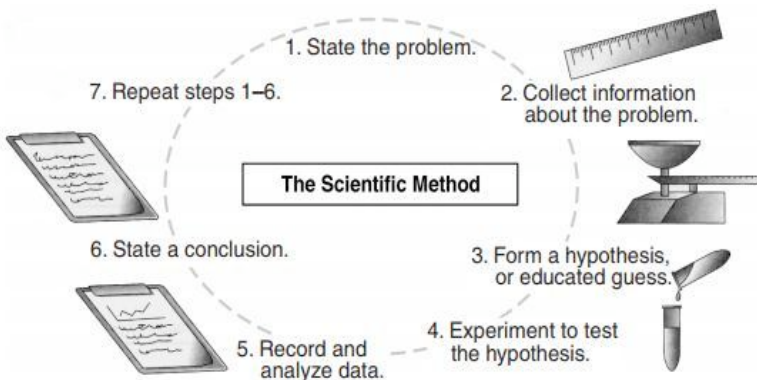 1. State the problem.
2. Collect information
about the problem.
3. Form a hypothesis,
or educated guess.
4. Experiment to test
the hypothesis.
5. Record and
analyze data.
6. State a conclusion.
7. Repeat steps 1–6.
The Scientific Method